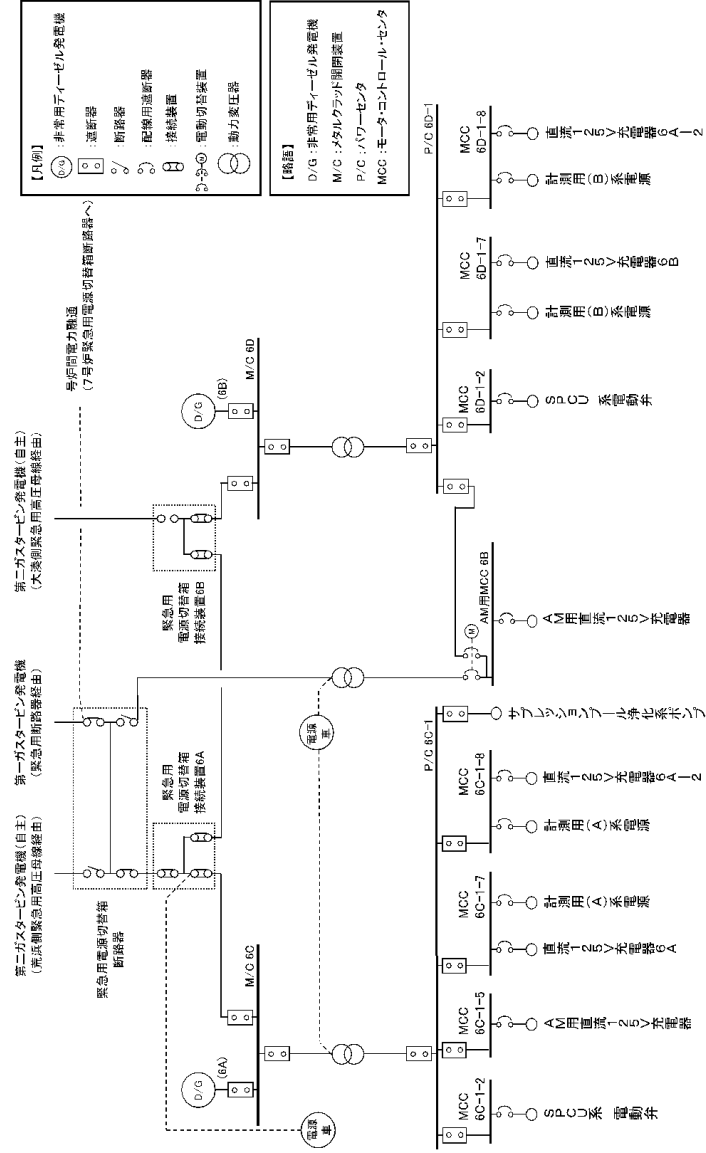 第二ガスタービン発電機(自主)
(荒浜側緊急用高圧母線経由)
第一ガスタービン発電機
(緊急用断路器経由)
第二ガスタービン発電機(自主)
(大湊側緊急用高圧母線経由)
号炉間電力融通
(7号炉緊急用電源切替箱断路器へ)
緊急用電源切替箱
断路器
緊急用
電源切替箱
接続装置6A
緊急用
電源切替箱
接続装置6B
D/G
(6A)
M/C 6C
D/G
(6B)
M/C 6D
電源
車
電源
車
P/C 6C-1
AM用MCC 6B
M
P/C 6D-1
MCC
6C-1-2
MCC
6C-1-5
MCC
6C-1-7
MCC
6C-1-8
MCC
6D-1-2
MCC
6D-1-7
MCC
6D-1-8
SPCU系 電動弁
AM用直流125V充電器
直流125V充電器6A
計測用(A)系電源
計測用(A)系電源
直流125V充電器6A-2
サプレッションプール浄化系ポンプ
AM用直流125V充電器
SPCU 系電動弁
計測用(B)系電源
直流125V充電器6B
計測用(B)系電源
直流125V充電器6A-2
【凡例】
D/G :非常用ディーゼル発電機
:遮断器
:断路器
:配線用遮断器
:接続装置
M :電動切替装置
:動力変圧器
【略語】
D/G :非常用ディーゼル発電機
M/C :メタルクラッド開閉装置
P/C :パワーセンタ
MCC :モータ・コントロール・センタ